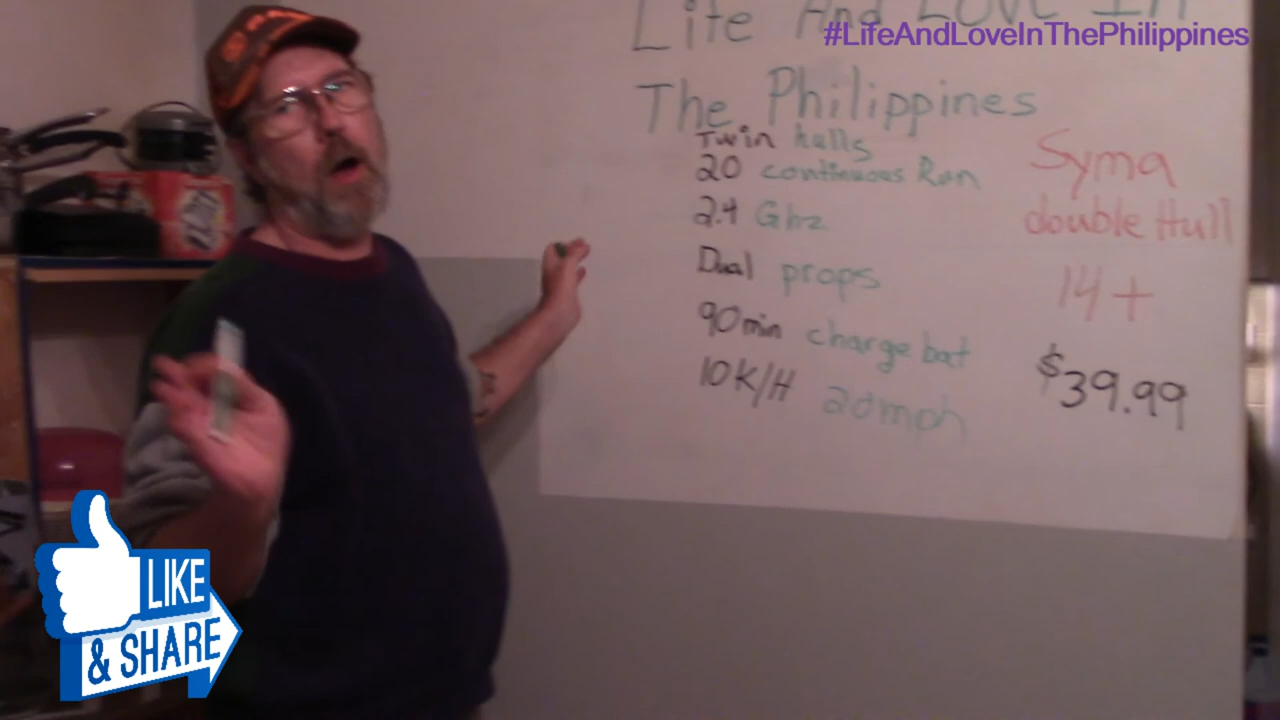 Life And LOVE In
#LifeAndLoveInThePhilippines
The Philippines
Twin hulls
20 continuous Run
2.4 Ghz
Dual props
90min charge bat
10K/H 20mph
Syma
double Hull
14+
$39.99
LIKE
& SHARE